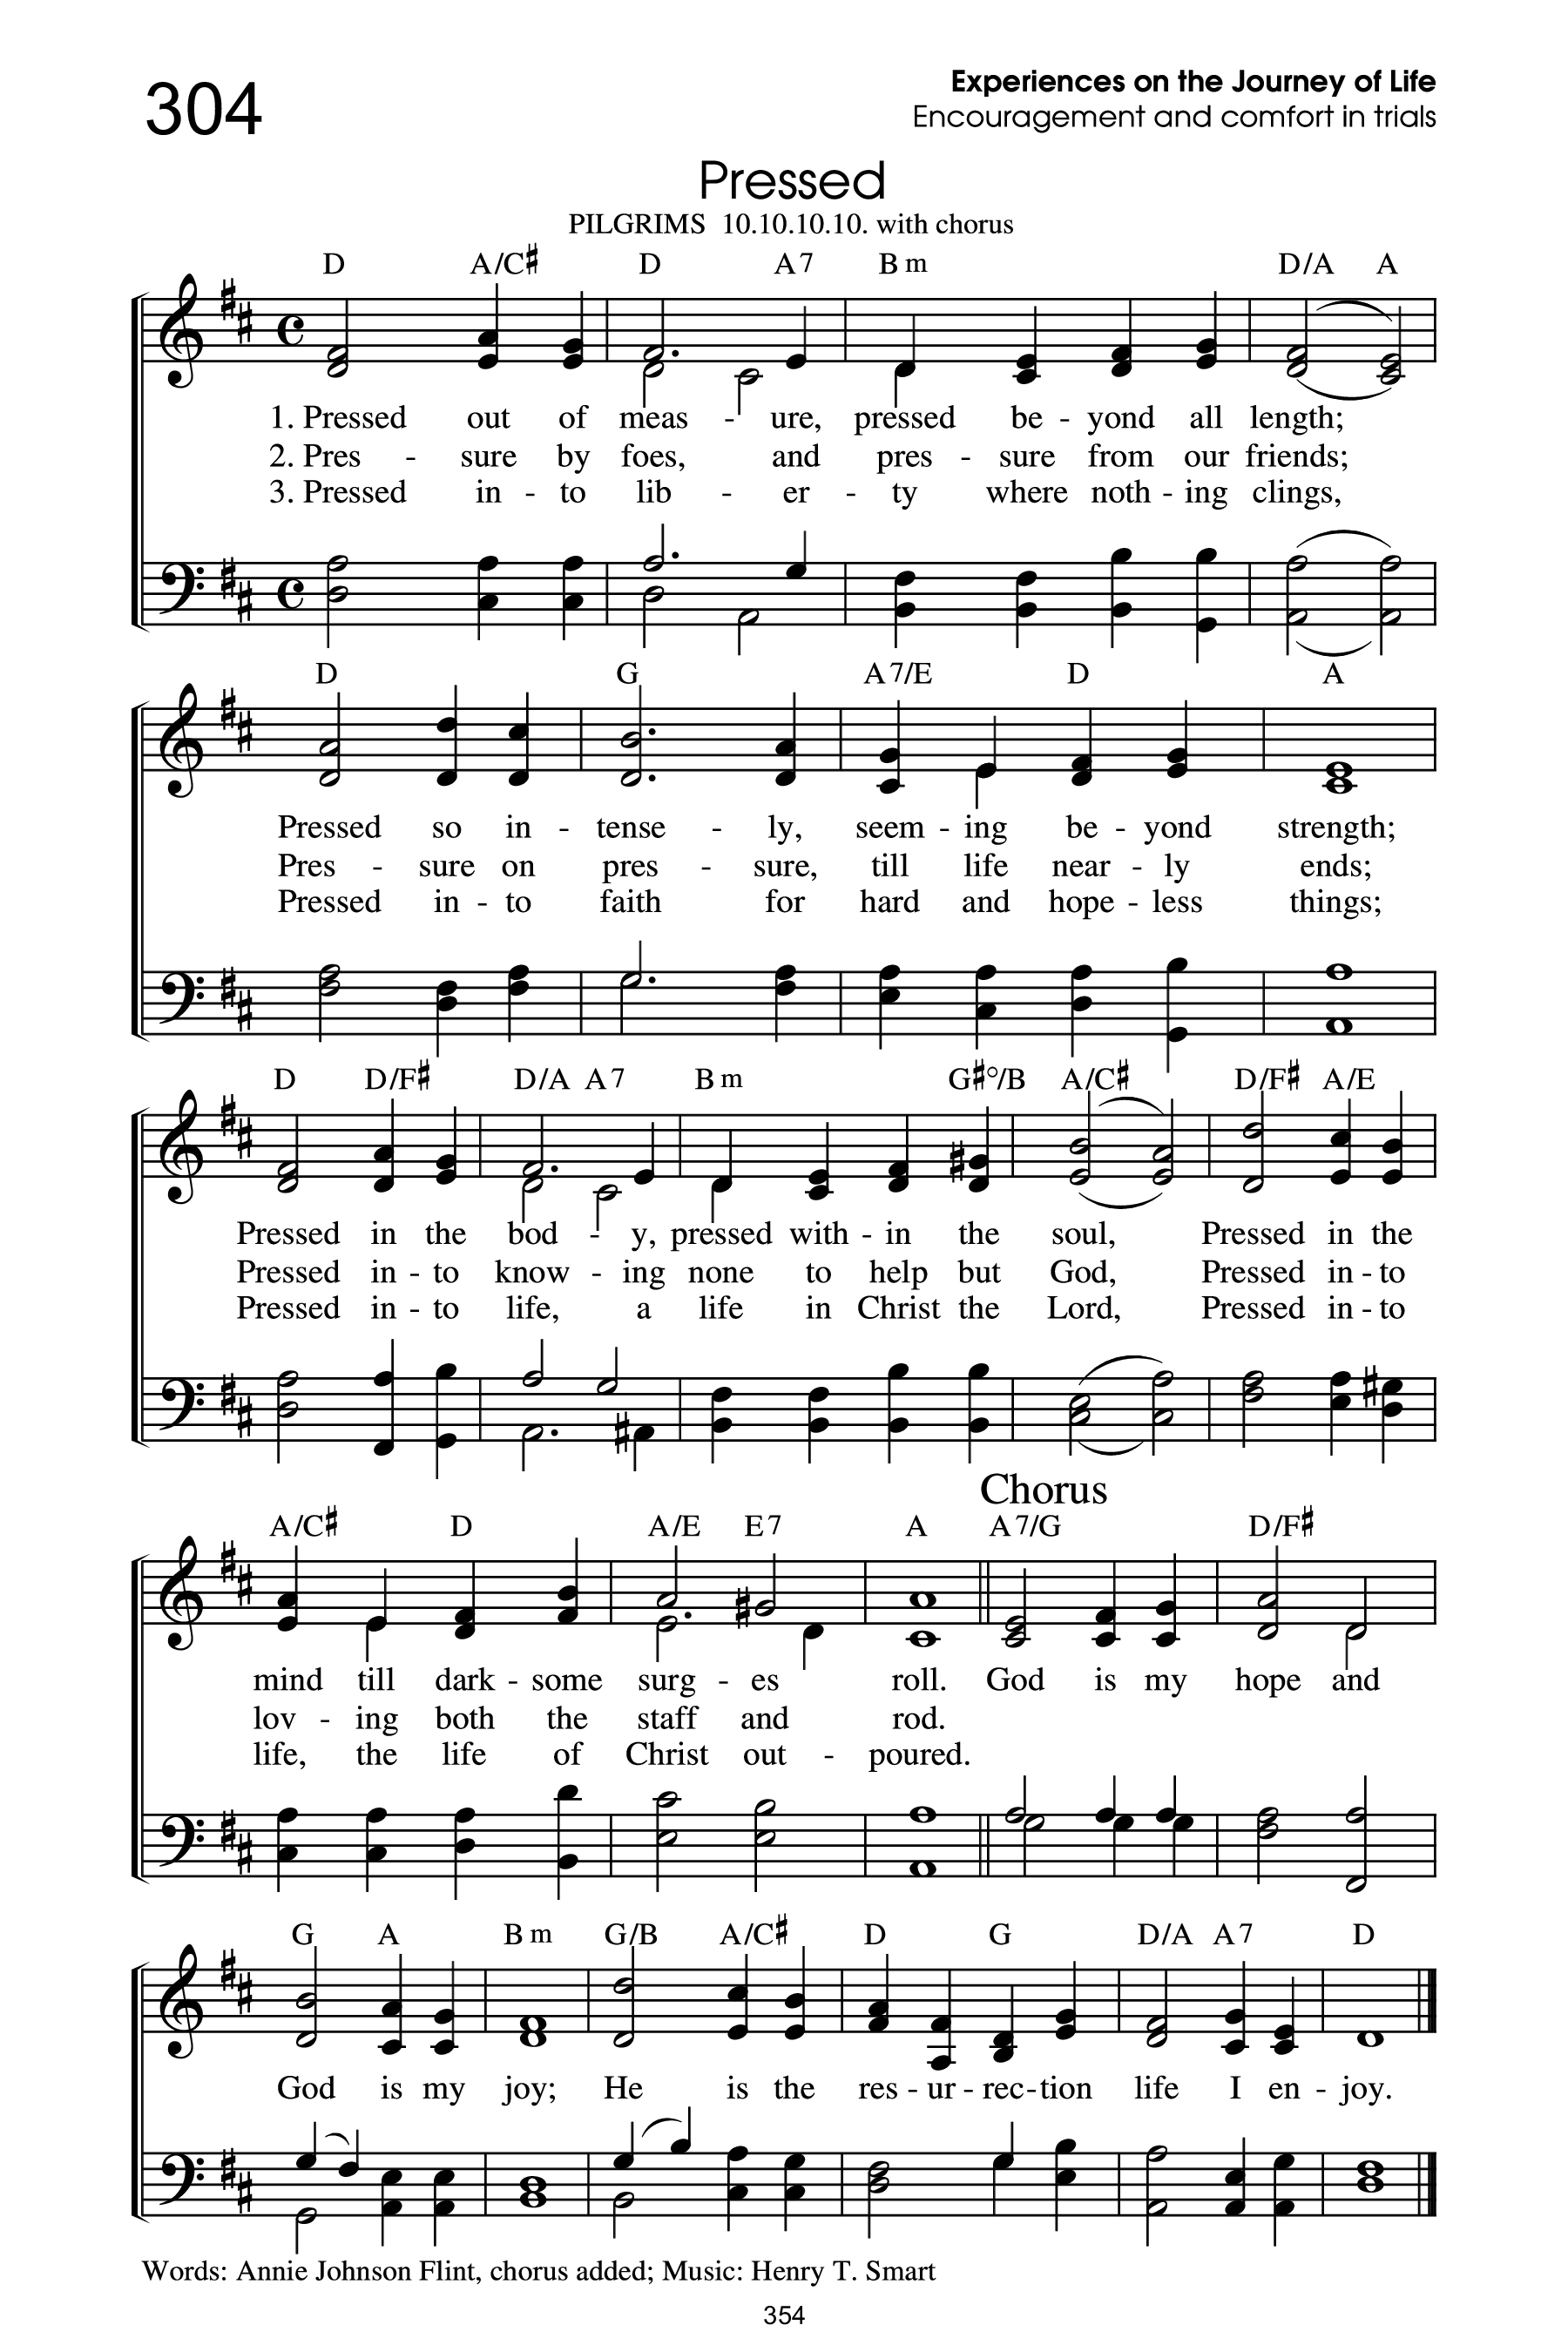 304
Experiences on the Journey of Life
Encouragement and comfort in trials
Pressed
PILGRIMS 10.10.10.10. with chorus
D A/C♯ D A7 Bm D/A A
1. Pressed out of meas - ure, pressed be - yond all length;
2. Pres - sure by foes, and pres - sure from our friends;
3. Pressed in - to lib - er - ty where noth - ing clings,
D G A7/E D A
Pressed so in - tense - ly, seem - ing be - yond strength;
Pres - sure on pres - sure, till life near - ly ends;
Pressed in - to faith for hard and hope - less things;
D D/F♯ D/A A7 Bm G♯°/B A/C♯ D/F♯ A/E
Pressed in the bod - y, pressed with - in the soul, Pressed in the
Pressed in - to know - ing none to help but God, Pressed in - to
Pressed in - to life, a life in Christ the Lord, Pressed in - to
Chorus
A/C♯ D A/E E7 A A7/G D/F♯
mind till dark - some surg - es roll. God is my hope and
lov - ing both the staff and rod.
life, the life of Christ out - poured.
G A Bm G/B A/C♯ D G D/A A7 D
God is my joy; He is the res - ur - rec - tion life I en - joy.
Words: Annie Johnson Flint, chorus added; Music: Henry T. Smart
354